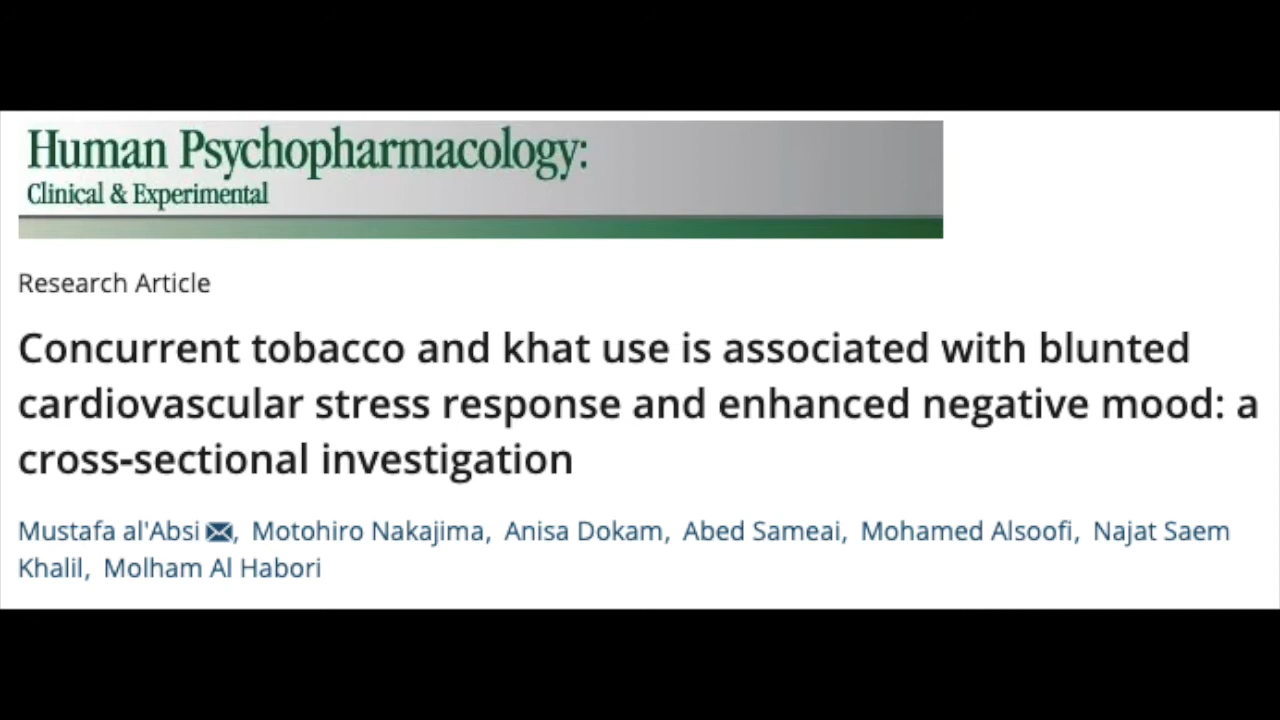 Human Psychopharmacology:
Clinical & Experimental
Research Article
Concurrent tobacco and khat use is associated with blunted
cardiovascular stress response and enhanced negative mood: a
cross-sectional investigation
Mustafa al'Absi, Motohiro Nakajima, Anisa Dokam, Abed Sameai, Mohamed Alsoofi, Najat Saem
Khalil, Molham Al Habori